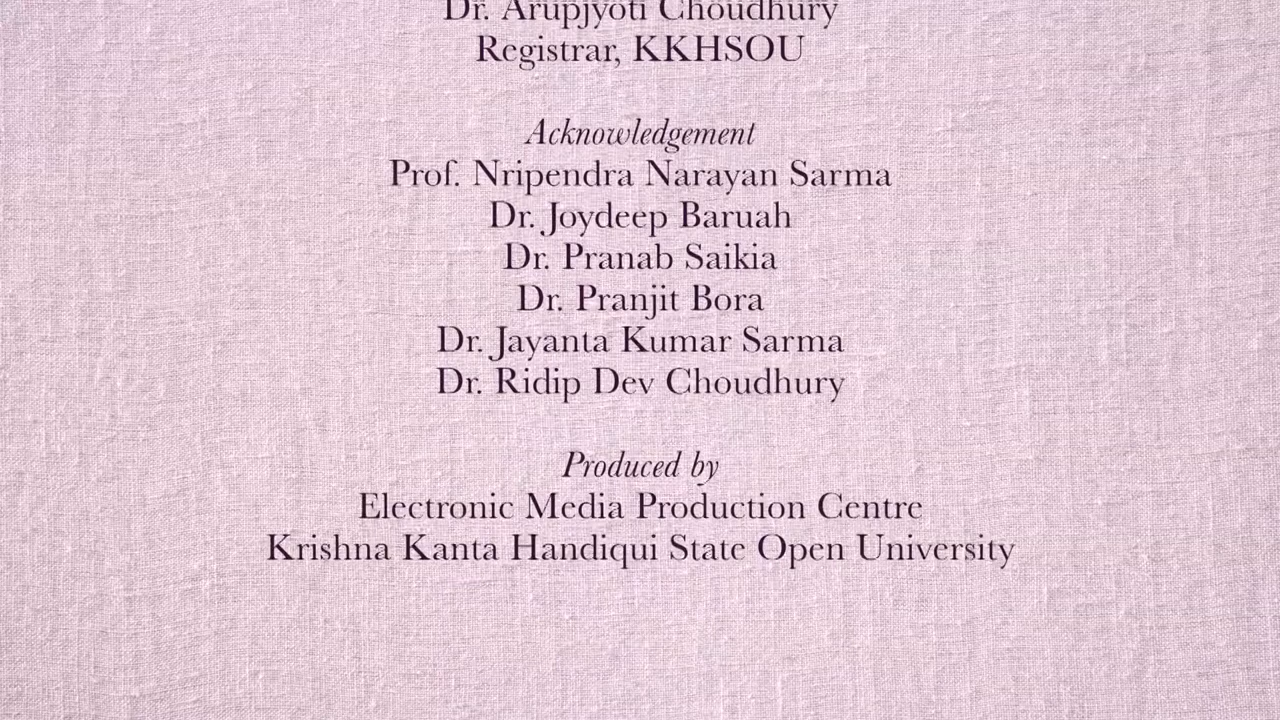 Dr. Arupjyoti Choudhury
Registrar, KKHSOU
Acknowledgement
Prof. Nripendra Narayan Sarma
Dr. Joydeep Baruah
Dr. Pranab Saikia
Dr. Pranjit Bora
Dr. Jayanta Kumar Sarma
Dr. Ridip Dev Choudhury
Produced by
Electronic Media Production Centre
Krishna Kanta Handiqui State Open University